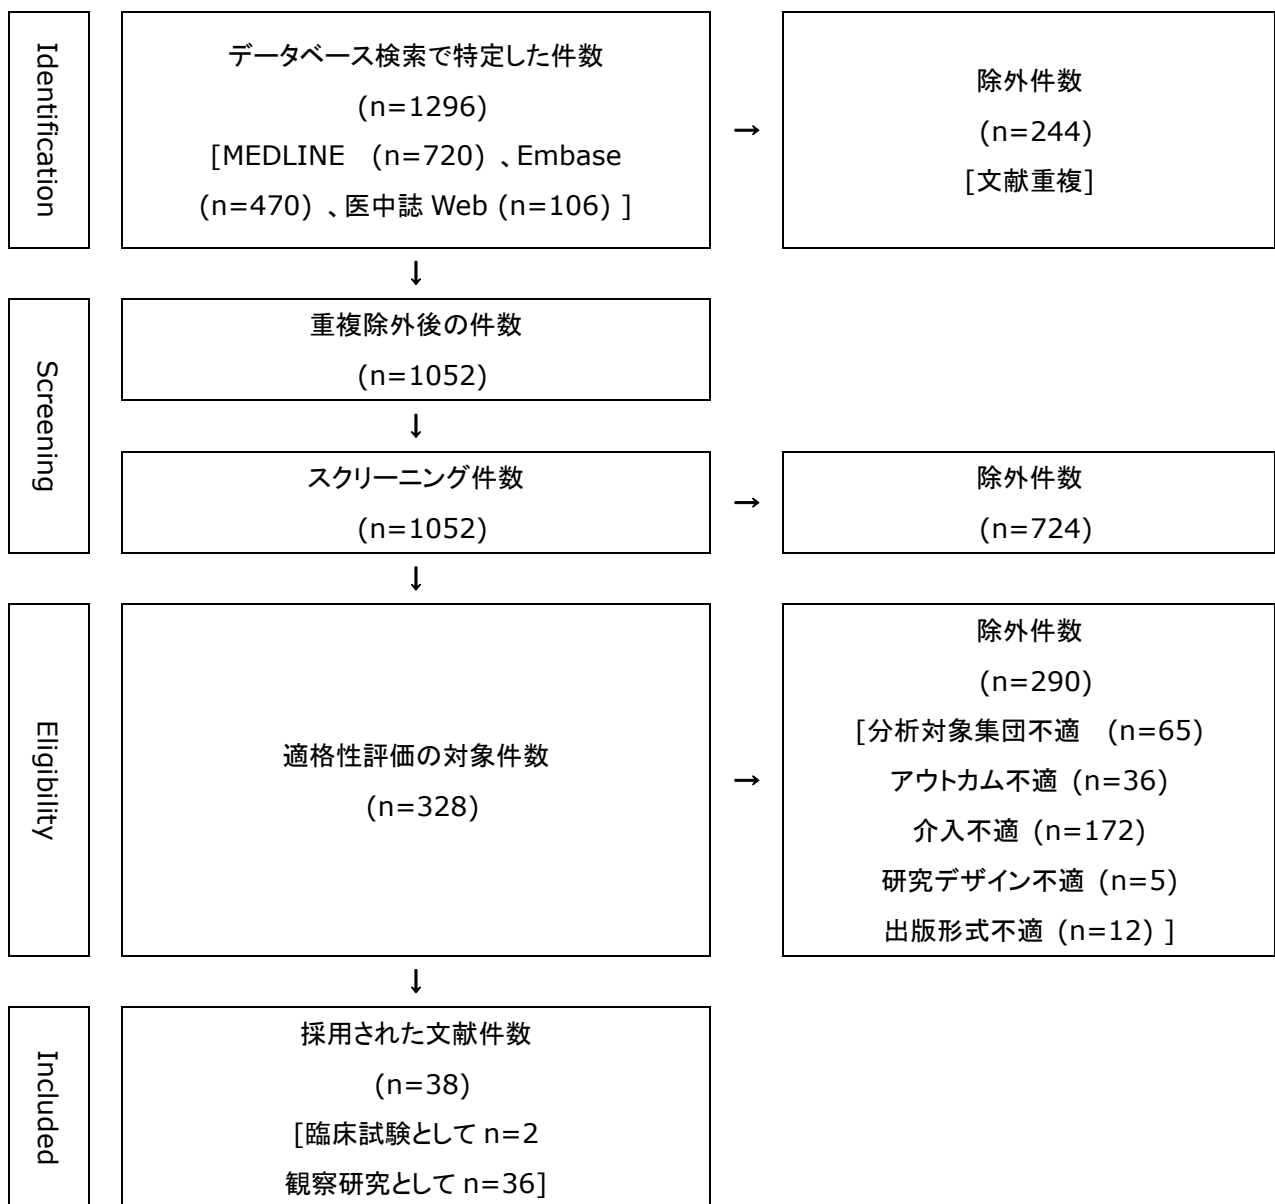 Identification
データベース検索で特定した件数
(n=1296)
[MEDLINE (n=720) 、Embase
(n=470) 、医中誌 Web (n=106) ]
→
除外件数
(n=244)
[文献重複]
↓
Screening
重複除外後の件数
(n=1052)
↓
スクリーニング件数
(n=1052)
→
除外件数
(n=724)
↓
Eligibility
適格性評価の対象件数
(n=328)
→
除外件数
(n=290)
[分析対象集団不適 (n=65)
アウトカム不適 (n=36)
介入不適 (n=172)
研究デザイン不適 (n=5)
出版形式不適 (n=12) ]
↓
Included
採用された文献件数
(n=38)
[臨床試験として n=2
観察研究として n=36]